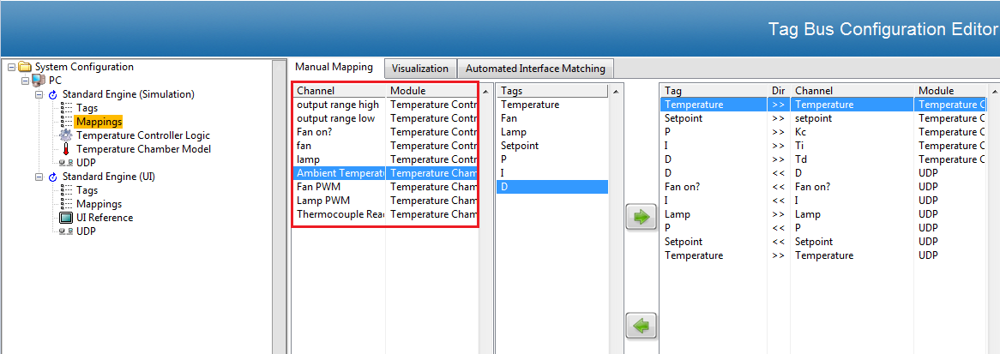 Tag Bus Configuration Editor
System Configuration
PC
Standard Engine (Simulation)
Tags
Mappings
Temperature Controller Logic
Temperature Chamber Model
UDP
Standard Engine (UI)
Tags
Mappings
UI Reference
UDP
Manual Mapping Visualization Automated Interface Matching
Channel Module
output range high Temperature Contr
output range low Temperature Contr
Fan on? Temperature Contr
fan Temperature Contr
lamp Temperature Contr
Ambient Temperatu Temperature Cham
Fan PWM Temperature Cham
Lamp PWM Temperature Cham
Thermocouple Read Temperature Cham
Tags
Temperature
Fan
Lamp
Setpoint
P
I
D
Tag Dir Channel Module
Temperature >> Temperature Temperature C
Setpoint >> setpoint Temperature C
P >> Kc Temperature C
I >> Ti Temperature C
D >> Td Temperature C
D << D UDP
Fan on? >> Fan on? UDP
I << I UDP
Lamp >> Lamp UDP
P << P UDP
Setpoint << Setpoint UDP
Temperature >> Temperature UDP